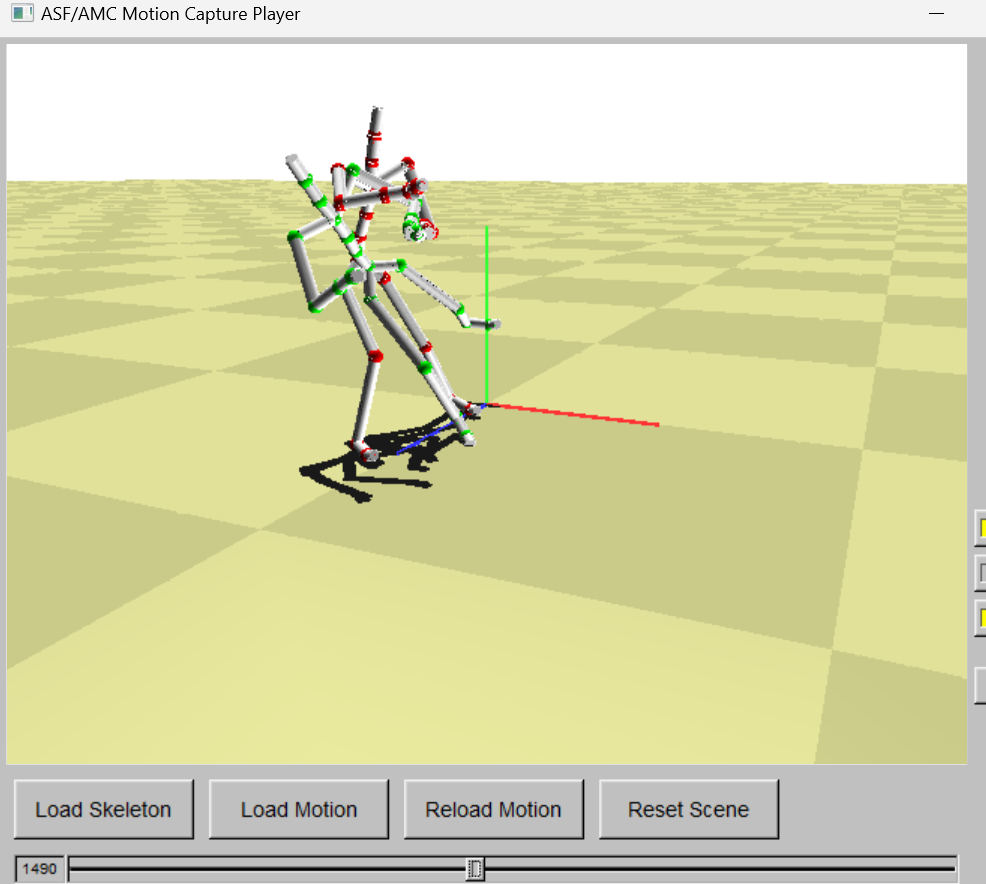 ASF/AMC Motion Capture Player
Load Skeleton
Load Motion
Reload Motion
Reset Scene
1490